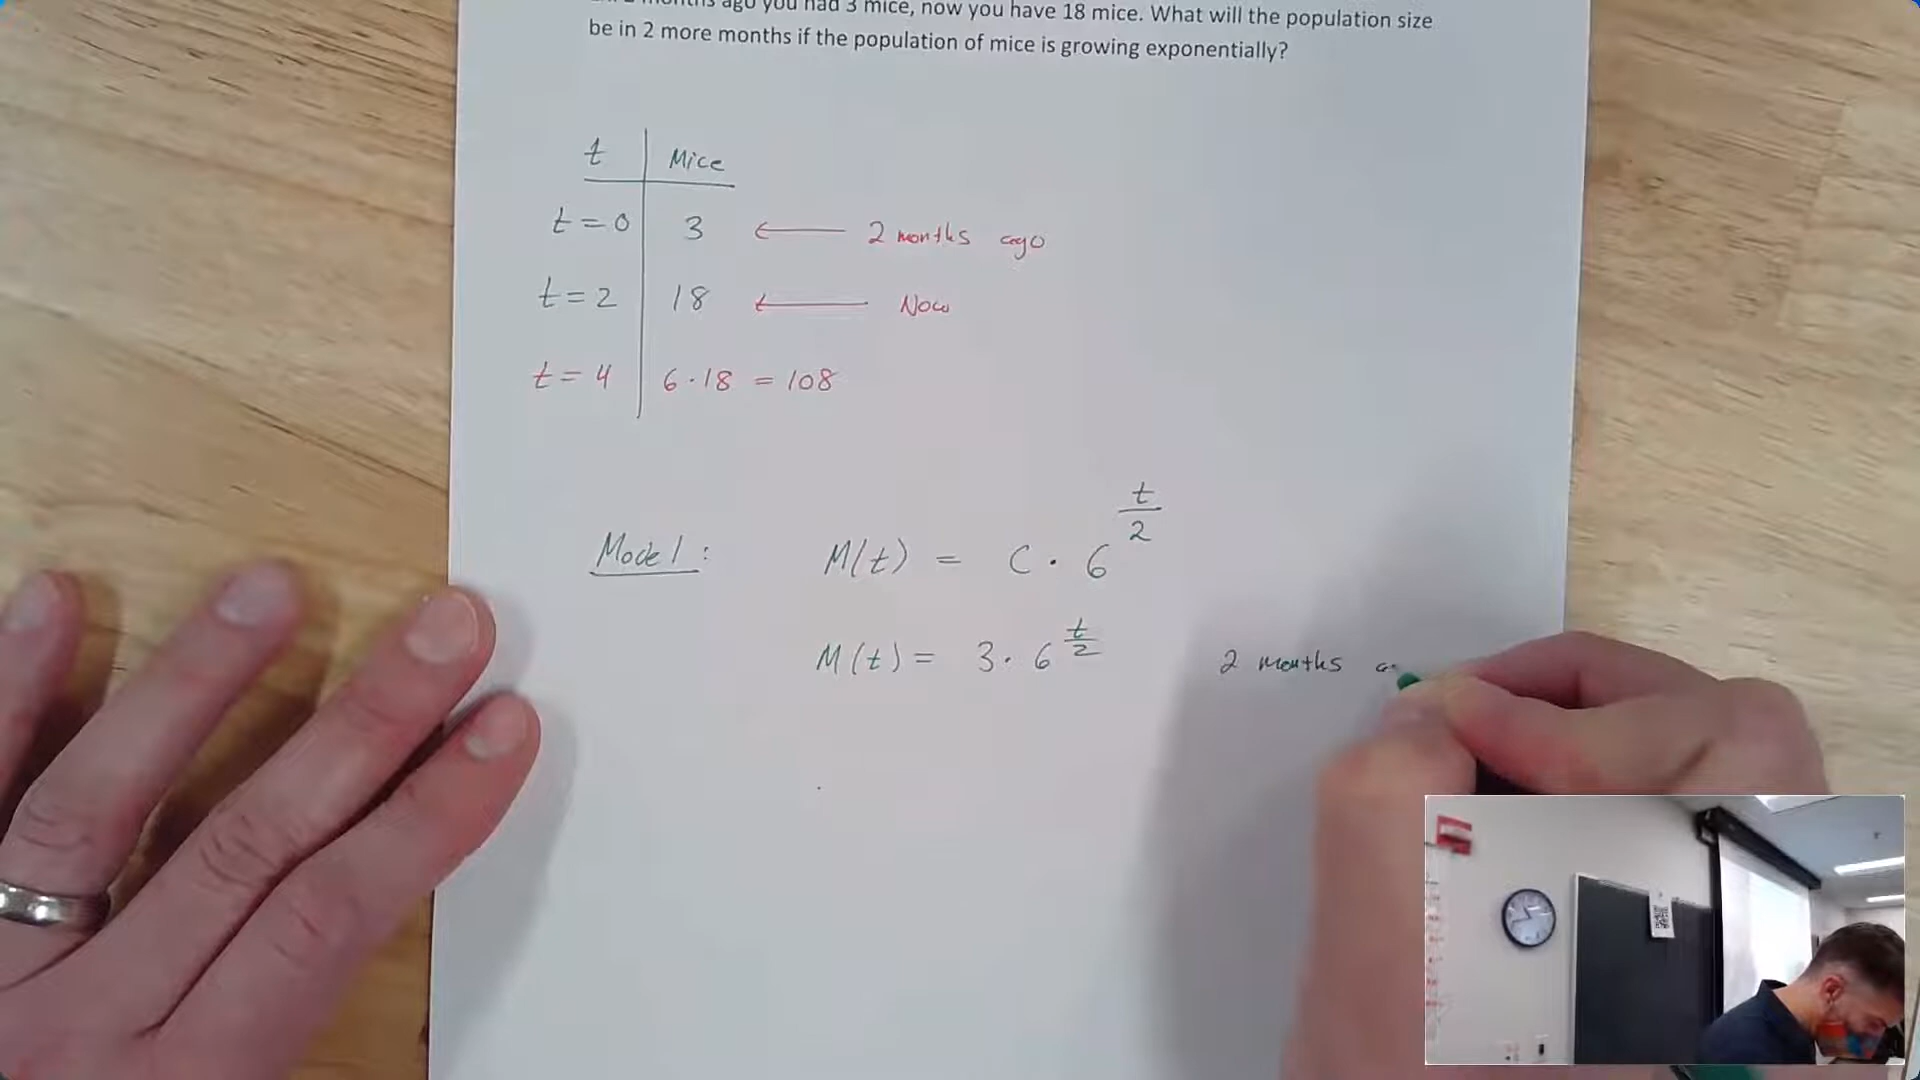 ago you had 3 mice, now you have 18 mice. What will the population size
be in 2 more months if the population of mice is growing exponentially?
t Mice
t = 0 3 ← 2 months ago
t = 2 18 ← Now
t = 4 6 · 18 = 108
Model : M(t) = C · 6^(t/2)
M(t) = 3 · 6^(t/2) 2 months